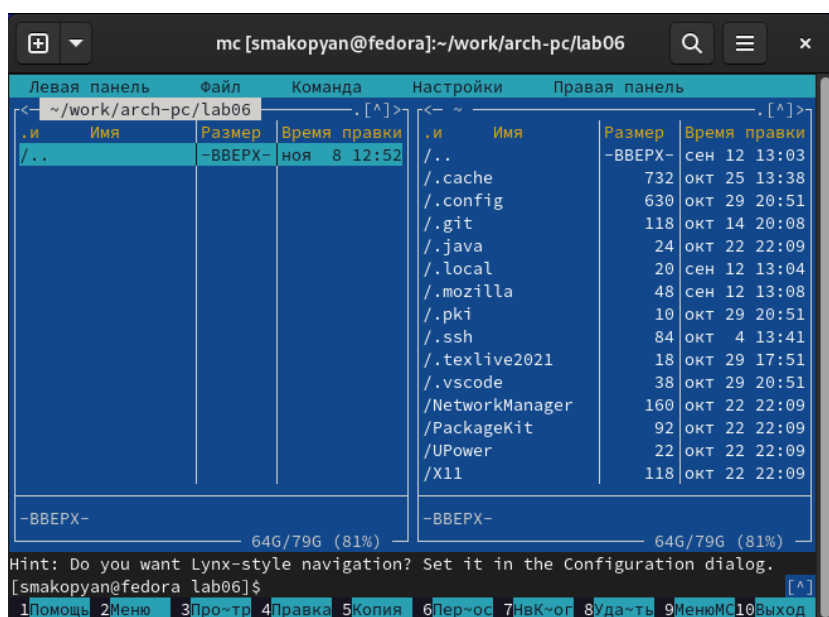 mc [smakopyan@fedora]:~/work/arch-pc/lab06
Левая панель Файл Команда Настройки Правая панель
<— ~/work/arch-pc/lab06 —.[^]>
.и Имя Размер Время правки
/.. -ВВЕРХ- ноя 8 12:52
-ВВЕРХ-
64G/79G (81%)
<— ~ —.[^]>
.и Имя Размер Время правки
/.. -ВВЕРХ- сен 12 13:03
/.cache 732 окт 25 13:38
/.config 630 окт 29 20:51
/.git 118 окт 14 20:08
/.java 24 окт 22 22:09
/.local 20 сен 12 13:04
/.mozilla 48 сен 12 13:08
/.pki 10 окт 29 20:51
/.ssh 84 окт 4 13:41
/.texlive2021 18 окт 29 17:51
/.vscode 38 окт 29 20:51
/NetworkManager 160 окт 22 22:09
/PackageKit 92 окт 22 22:09
/UPower 22 окт 22 22:09
/X11 118 окт 22 22:09
-ВВЕРХ-
64G/79G (81%)
Hint: Do you want Lynx-style navigation? Set it in the Configuration dialog.
[smakopyan@fedora lab06]$ [^]
1Помощь 2Меню 3Про~тр 4Правка 5Копия 6Пер~ос 7НвК~ог 8Уда~ть 9МенюMC 10Выход